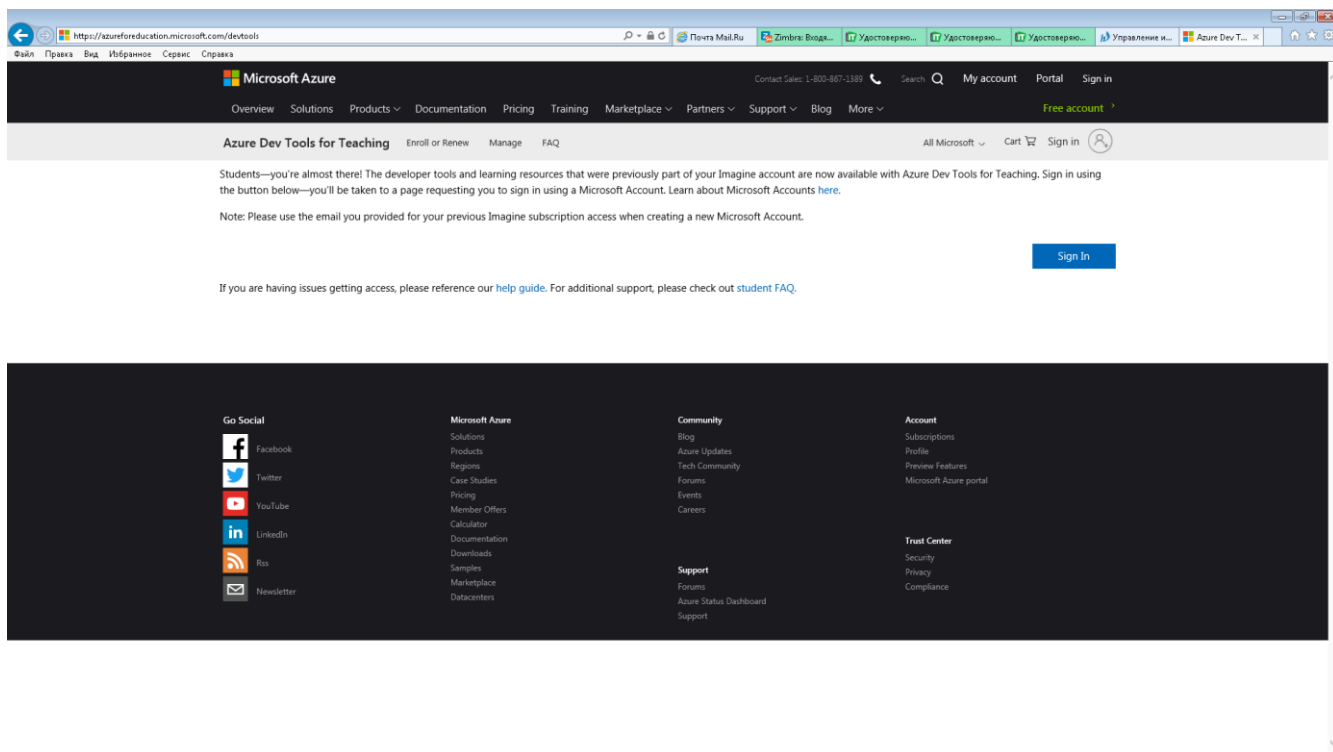 https://azureforeducation.microsoft.com/devtools
Почта Mail.Ru
Zimbra: Входя...
Удостоверяю...
Удостоверяю...
Удостоверяю...
Управление и...
Azure Dev T...
Файл Правка Вид Избранное Сервис Справка
Microsoft Azure
Contact Sales: 1-800-867-1389 Search My account Portal Sign in
Overview Solutions Products Documentation Pricing Training Marketplace Partners Support Blog More Free account
Azure Dev Tools for Teaching Enroll or Renew Manage FAQ All Microsoft Cart Sign in
Students—you're almost there! The developer tools and learning resources that were previously part of your Imagine account are now available with Azure Dev Tools for Teaching. Sign in using
the button below—you'll be taken to a page requesting you to sign in using a Microsoft Account. Learn about Microsoft Accounts here.
Note: Please use the email you provided for your previous Imagine subscription access when creating a new Microsoft Account.
Sign In
If you are having issues getting access, please reference our help guide. For additional support, please check out student FAQ.
Go Social
Facebook
Twitter
YouTube
LinkedIn
Rss
Newsletter
Microsoft Azure
Solutions
Products
Regions
Case Studies
Pricing
Member Offers
Calculator
Documentation
Downloads
Samples
Marketplace
Datacenters
Community
Blog
Azure Updates
Tech Community
Forums
Events
Careers
Support
Forums
Azure Status Dashboard
Support
Account
Subscriptions
Profile
Preview Features
Microsoft Azure portal
Trust Center
Security
Privacy
Compliance